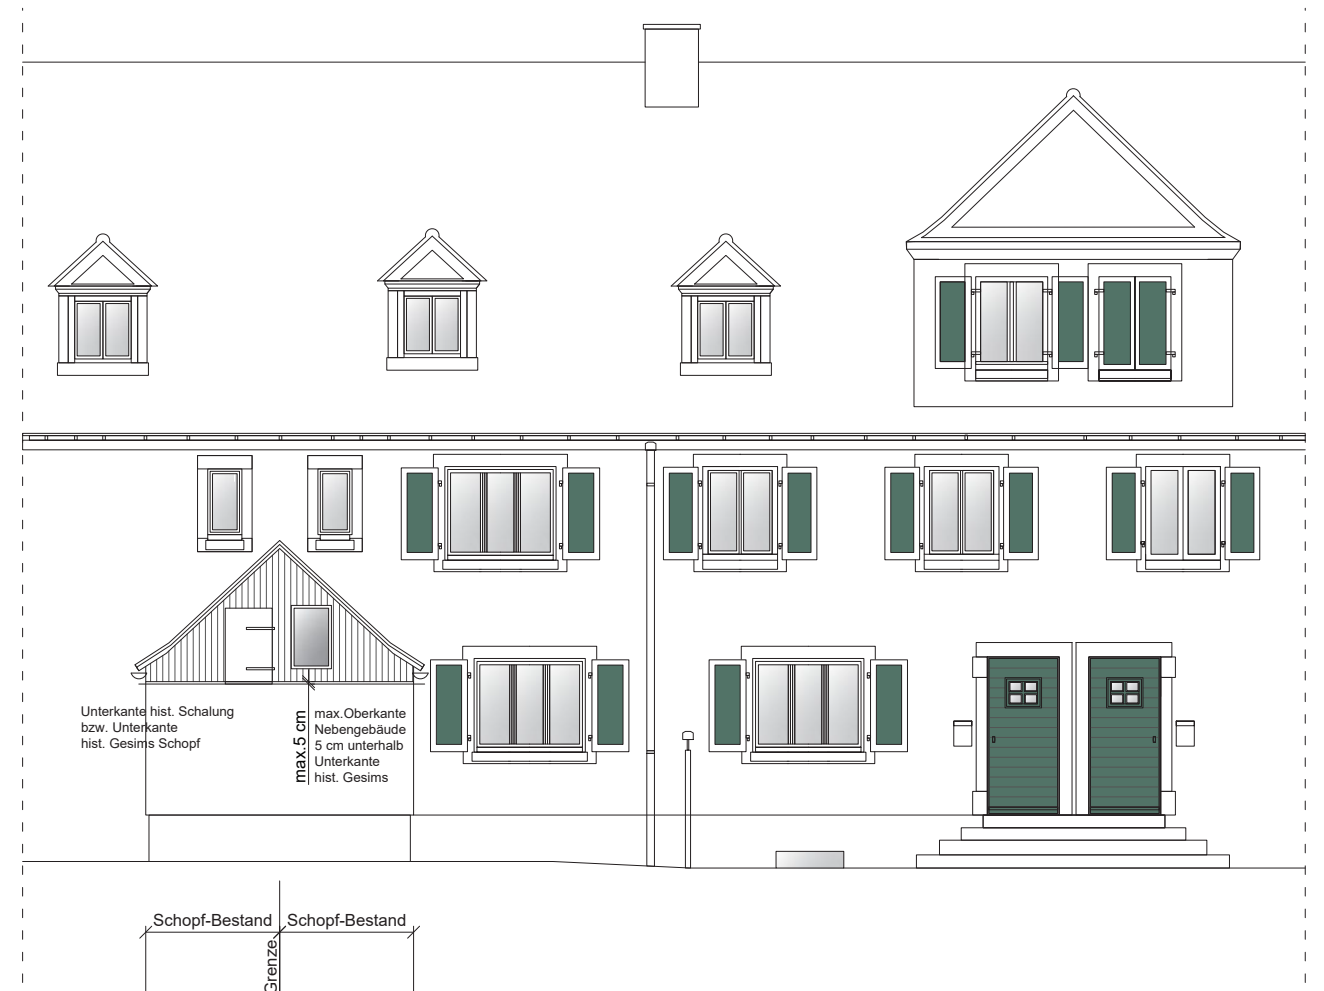 Unterkante hist. Schalung
bzw. Unterkante
hist. Gesims Schopf
max.5 cm
max.Oberkante
Nebengebäude
5 cm unterhalb
Unterkante
hist. Gesims
Schopf-Bestand
Schopf-Bestand
Grenze